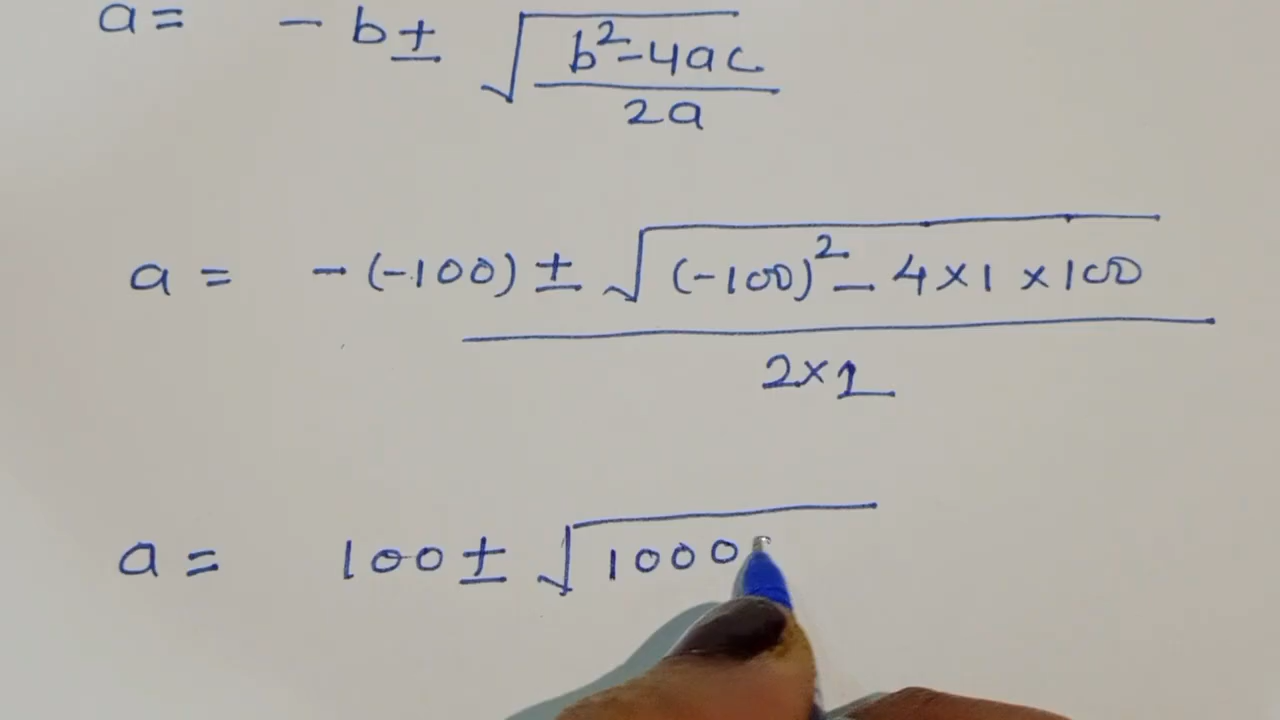 a = - b ± √b²-4ac
2a
a = - (-100) ± √(-100)² - 4×1×100
2×1
a = 100 ± √1000